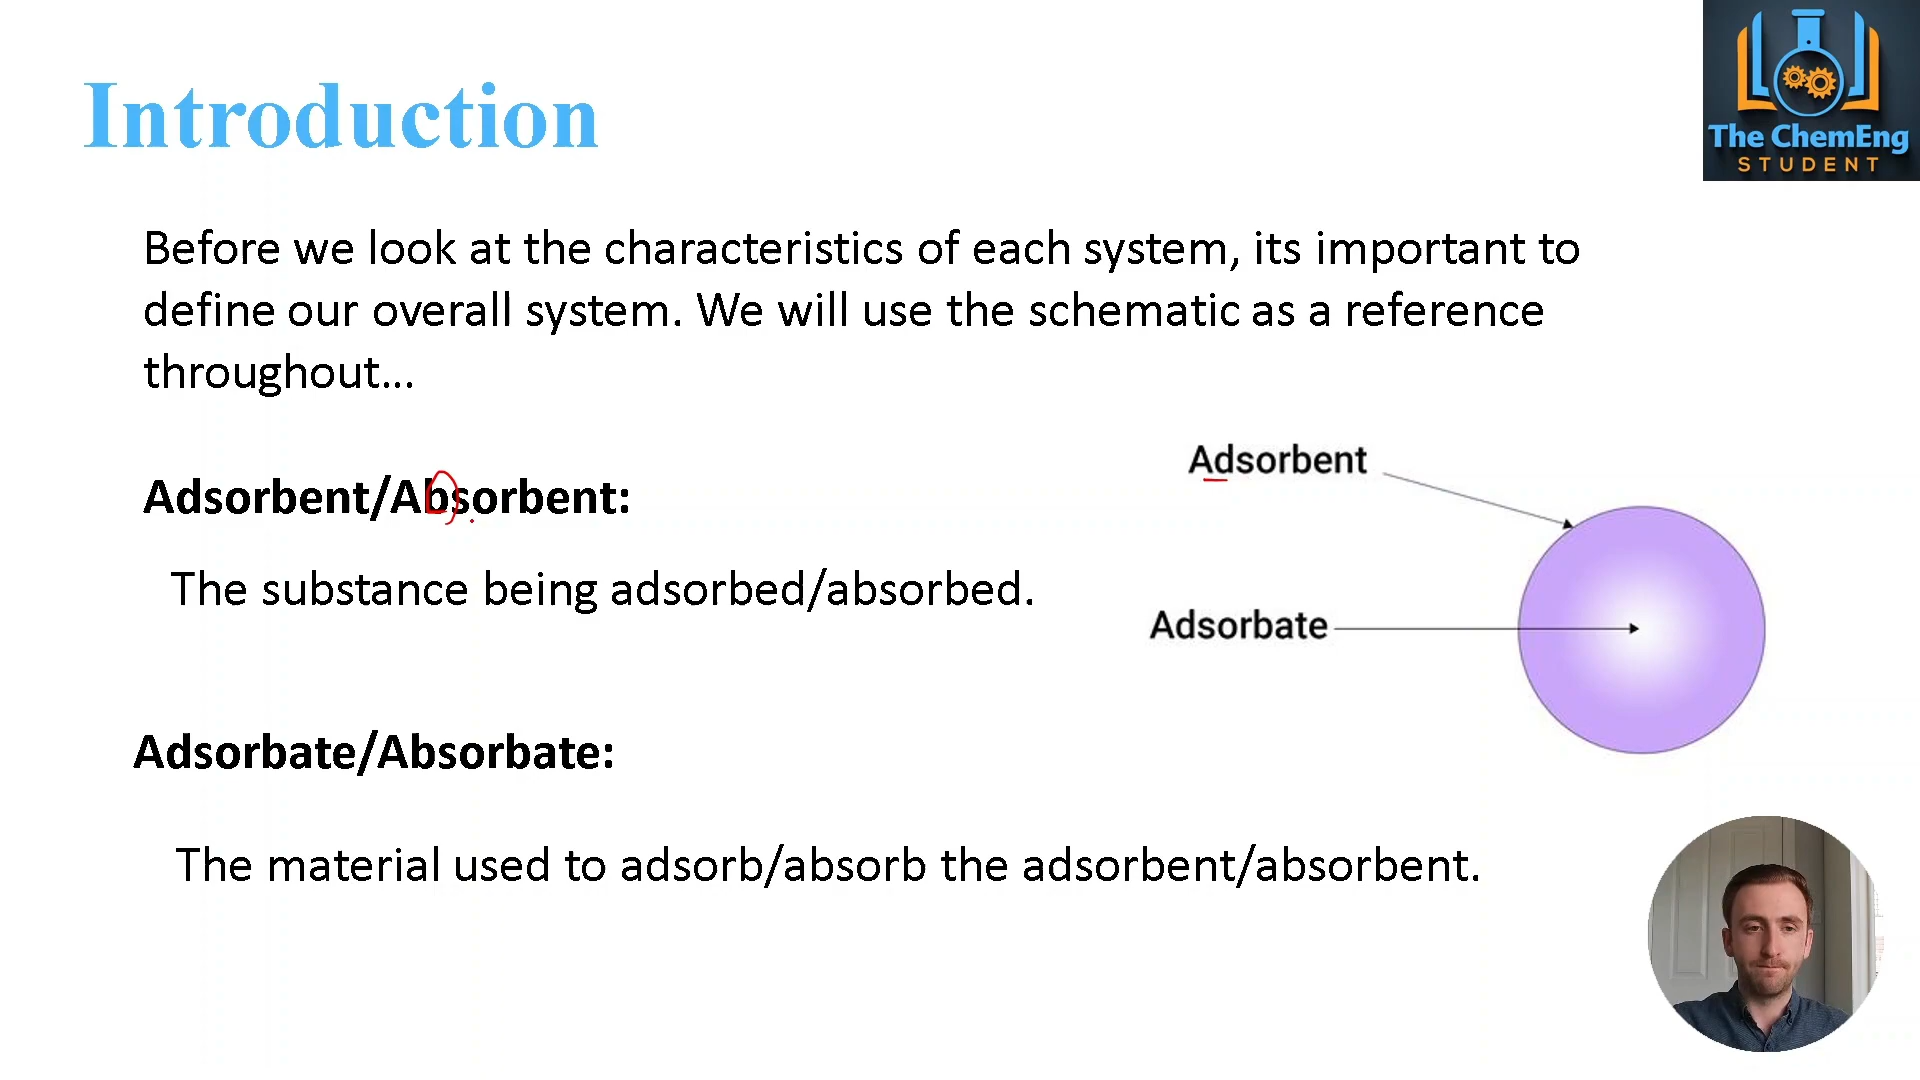 Introduction
The ChemEng
STUDENT
Before we look at the characteristics of each system, its important to
define our overall system. We will use the schematic as a reference
throughout...
Adsorbent/Absorbent:
The substance being adsorbed/absorbed.
Adsorbate/Absorbate:
The material used to adsorb/absorb the adsorbent/absorbent.
Adsorbent
Adsorbate